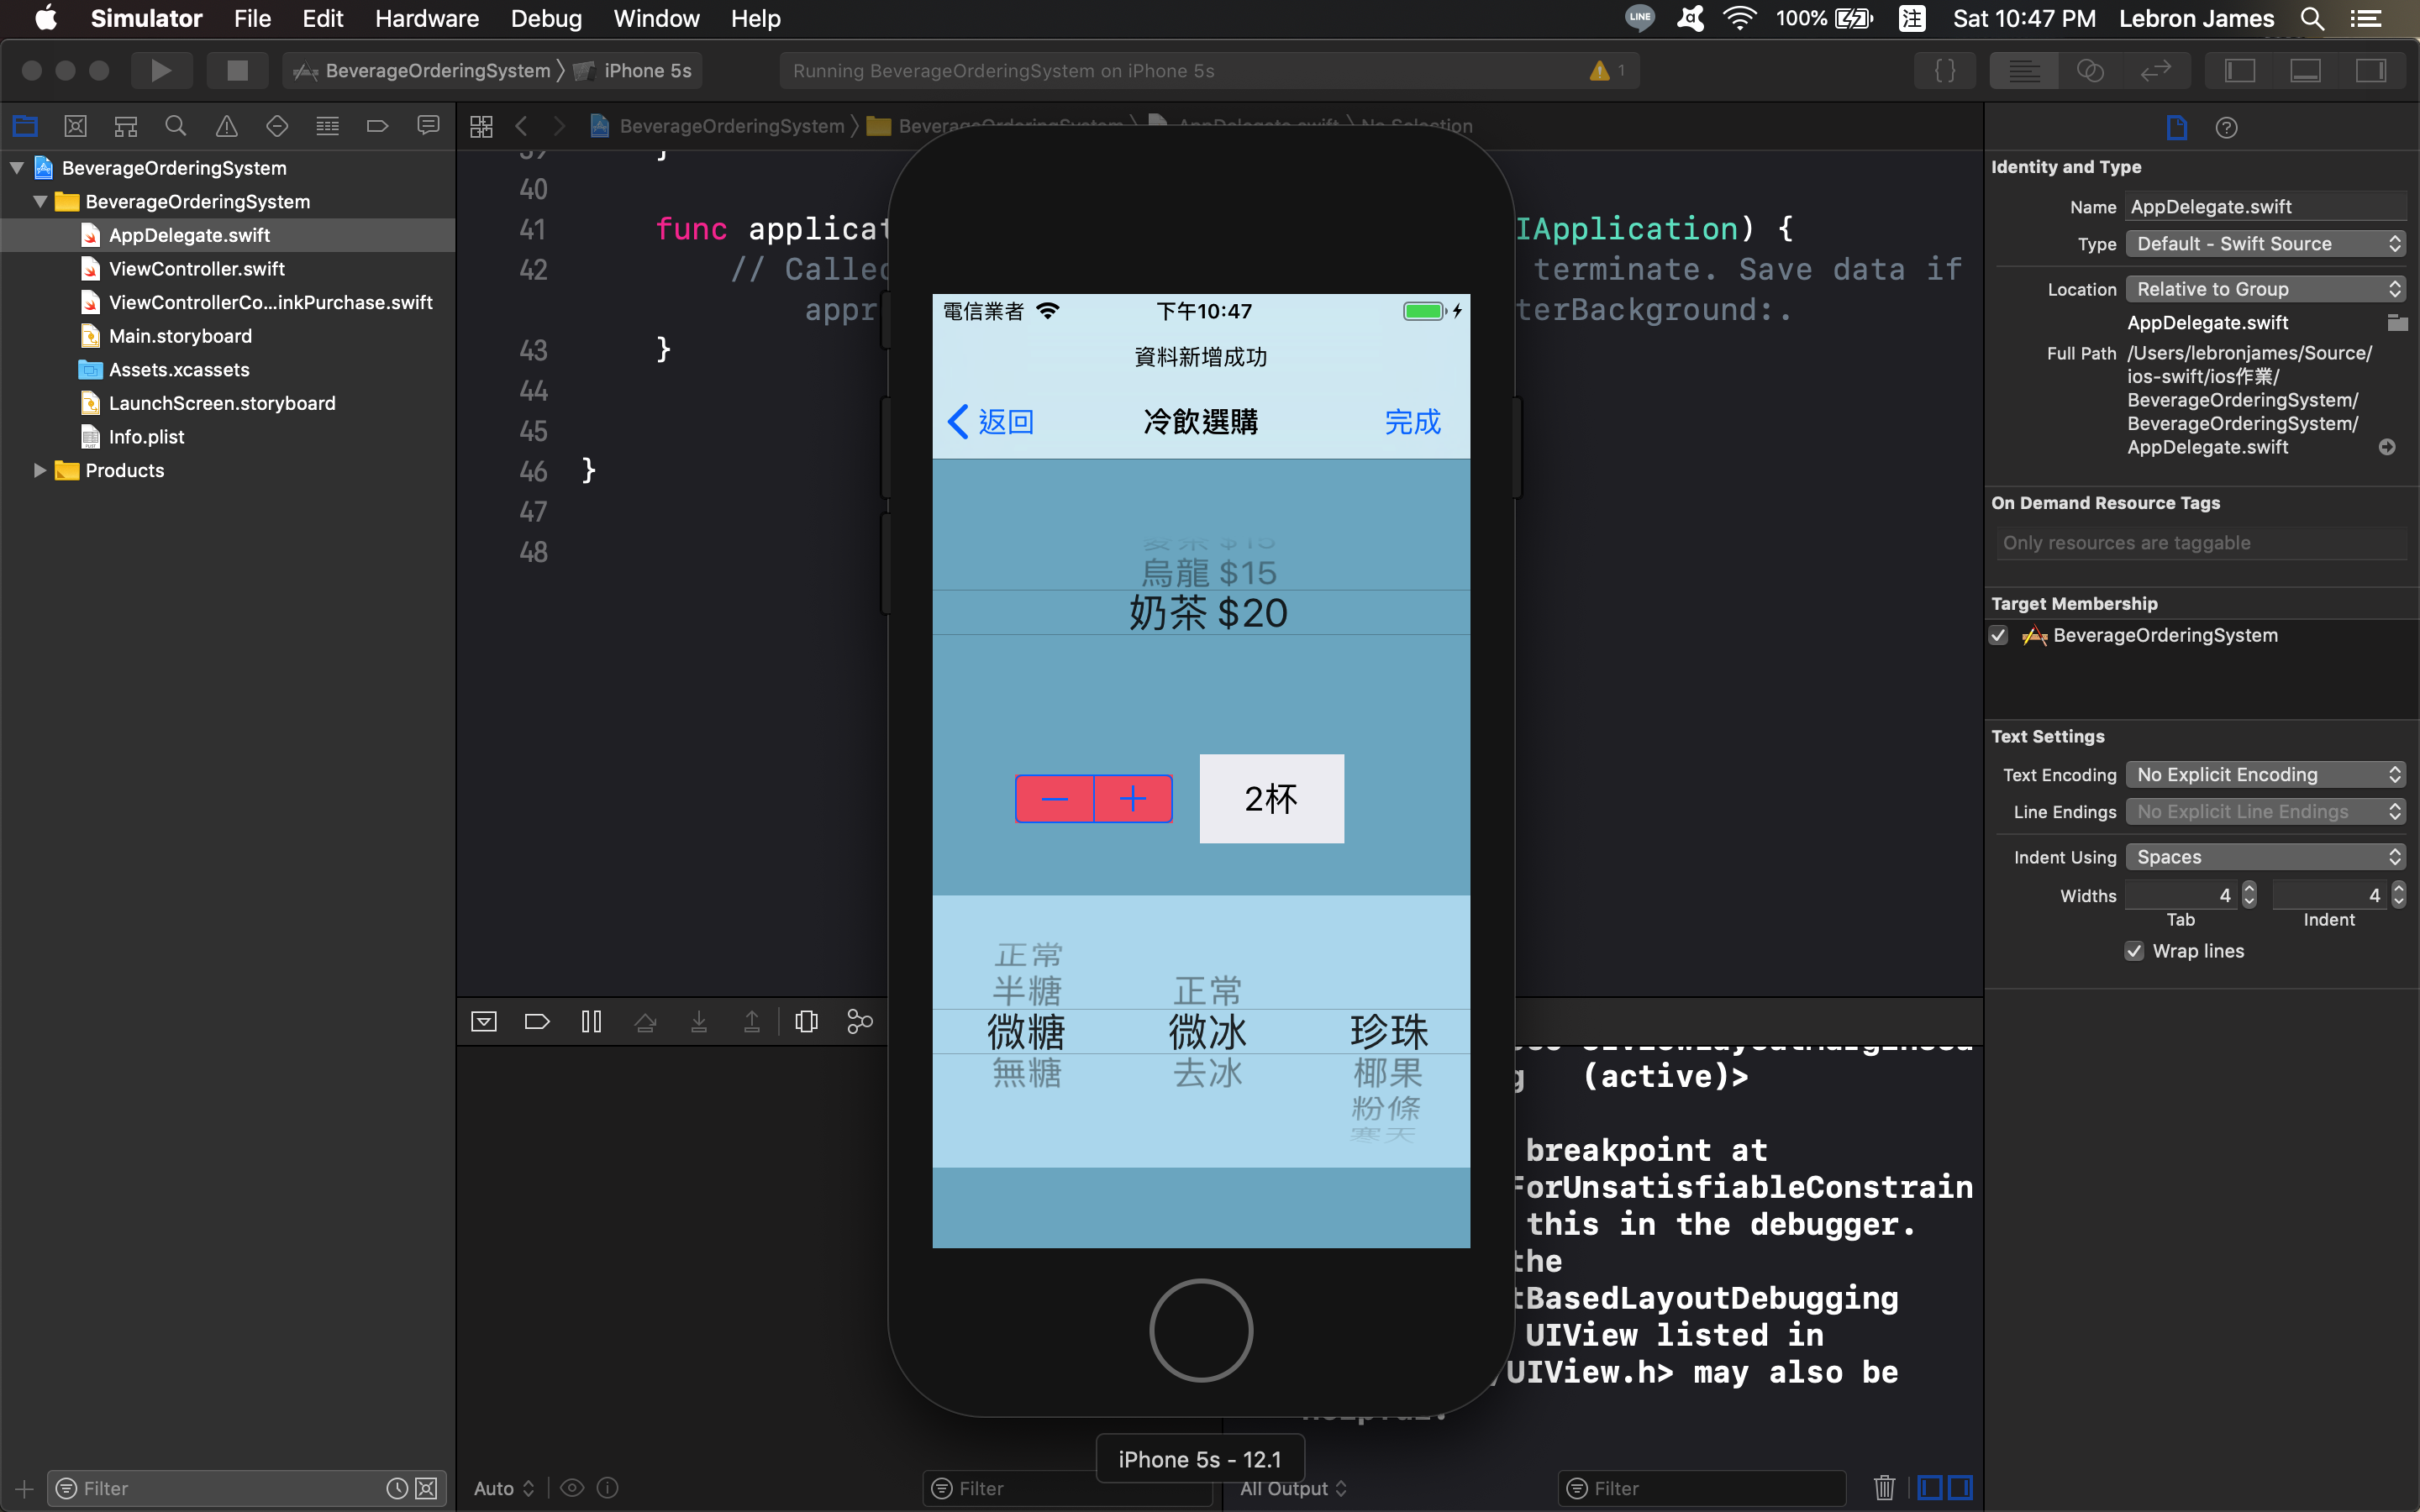 Simulator File Edit Hardware Debug Window Help
LINE 100% 注 Sat 10:47 PM Lebron James
BeverageOrderingSystem iPhone 5s
Running BeverageOrderingSystem on iPhone 5s 1
BeverageOrderingSystem
BeverageOrderingSystem
AppDelegate.swift
ViewController.swift
ViewControllerCo...inkPurchase.swift
Main.storyboard
Assets.xcassets
LaunchScreen.storyboard
Info.plist
Products
Filter
BeverageOrderingSystem
39 }
40
41 func applicat
IApplication) {
42 // Called
terminate. Save data if
appr
terBackground:.
43 }
44
45
46 }
47
48
電信業者 下午10:47
資料新增成功
返回 冷飲選購 完成
烏龍 $15
奶茶 $20
2杯
正常
半糖 正常
微糖 微冰 珍珠
無糖 去冰 椰果
粉條
寒天
iPhone 5s - 12.1
g (active)>
breakpoint at
ForUnsatisfiableConstrain
this in the debugger.
the
tBasedLayoutDebugging
UIView listed in
/UIView.h> may also be
Auto
Filter
All Output
Filter
Identity and Type
Name AppDelegate.swift
Type Default - Swift Source
Location Relative to Group
AppDelegate.swift
Full Path /Users/lebronjames/Source/
ios-swift/ios作業/
BeverageOrderingSystem/
BeverageOrderingSystem/
AppDelegate.swift
On Demand Resource Tags
Only resources are taggable
Target Membership
BeverageOrderingSystem
Text Settings
Text Encoding No Explicit Encoding
Line Endings No Explicit Line Endings
Indent Using Spaces
Widths 4 4
Tab Indent
Wrap lines